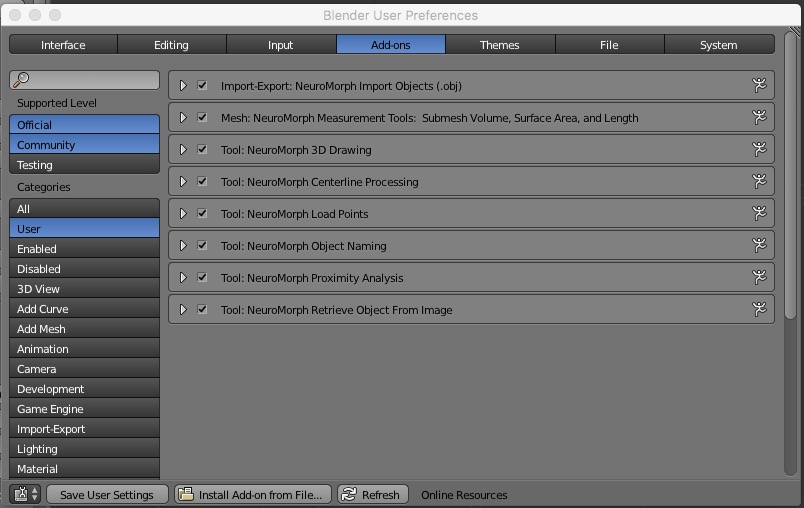 Blender User Preferences
Interface
Editing
Input
Add-ons
Themes
File
System
Supported Level
Official
Community
Testing
Categories
All
User
Enabled
Disabled
3D View
Add Curve
Add Mesh
Animation
Camera
Development
Game Engine
Import-Export
Lighting
Material
Import-Export: NeuroMorph Import Objects (.obj)
Mesh: NeuroMorph Measurement Tools: Submesh Volume, Surface Area, and Length
Tool: NeuroMorph 3D Drawing
Tool: NeuroMorph Centerline Processing
Tool: NeuroMorph Load Points
Tool: NeuroMorph Object Naming
Tool: NeuroMorph Proximity Analysis
Tool: NeuroMorph Retrieve Object From Image
Save User Settings
Install Add-on from File...
Refresh
Online Resources